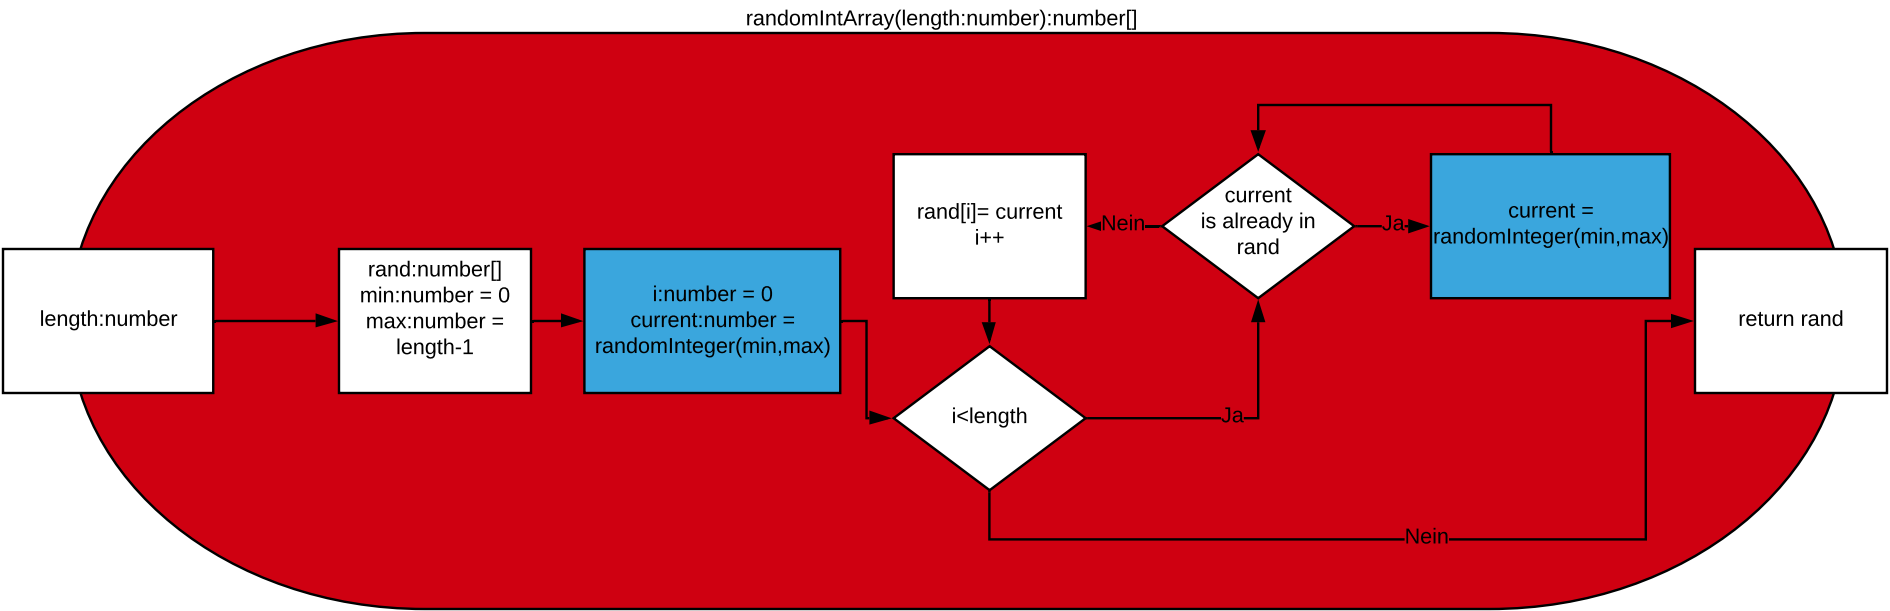 randomIntArray(length:number):number[]
length:number
rand:number[]
min:number = 0
max:number =
length-1
i:number = 0
current:number =
randomInteger(min,max)
i<length
Ja
Nein
current
is already in
rand
Nein
Ja
rand[i]= current
i++
current =
randomInteger(min,max)
return rand